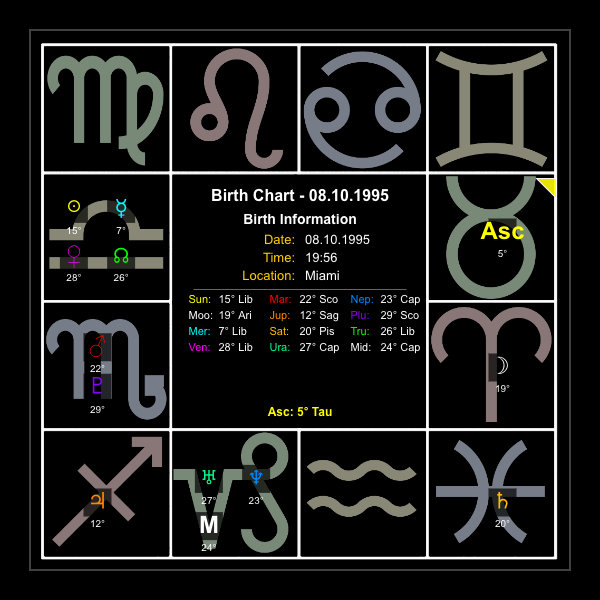 Birth Chart - 08.10.1995
Birth Information
Date: 08.10.1995
Time: 19:56
Location: Miami
Sun: 15° Lib Mar: 22° Sco Nep: 23° Cap
Moo: 19° Ari Jup: 12° Sag Plu: 29° Sco
Mer: 7° Lib Sat: 20° Pis Tru: 26° Lib
Ven: 28° Lib Ura: 27° Cap Mid: 24° Cap
Asc: 5° Tau
15° 7°
28° 26°
Asc
5°
22°
29°
19°
12°
27° 23°
M
24°
20°